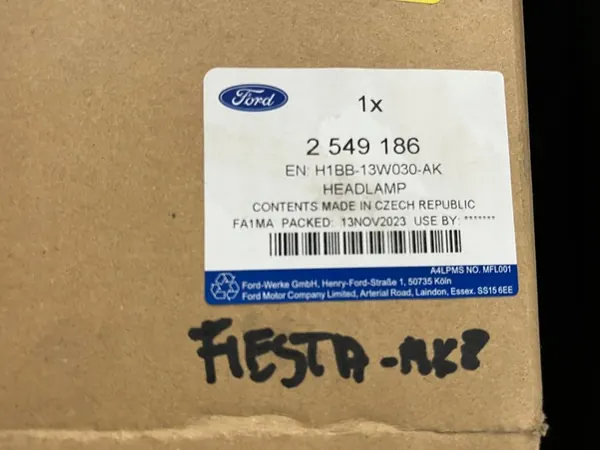 Ford
1x
2 549 186
EN: H1BB-13W030-AK
HEADLAMP
CONTENTS MADE IN CZECH REPUBLIC
FA1MA PACKED: 13NOV2023 USE BY: *******
A4LPMS NO. MFL001
Ford-Werke GmbH, Henry-Ford-Straße 1, 50735 Köln
Ford Motor Company Limited, Arterial Road, Laindon, Essex. SS15 6EE
FIESTA-MK8